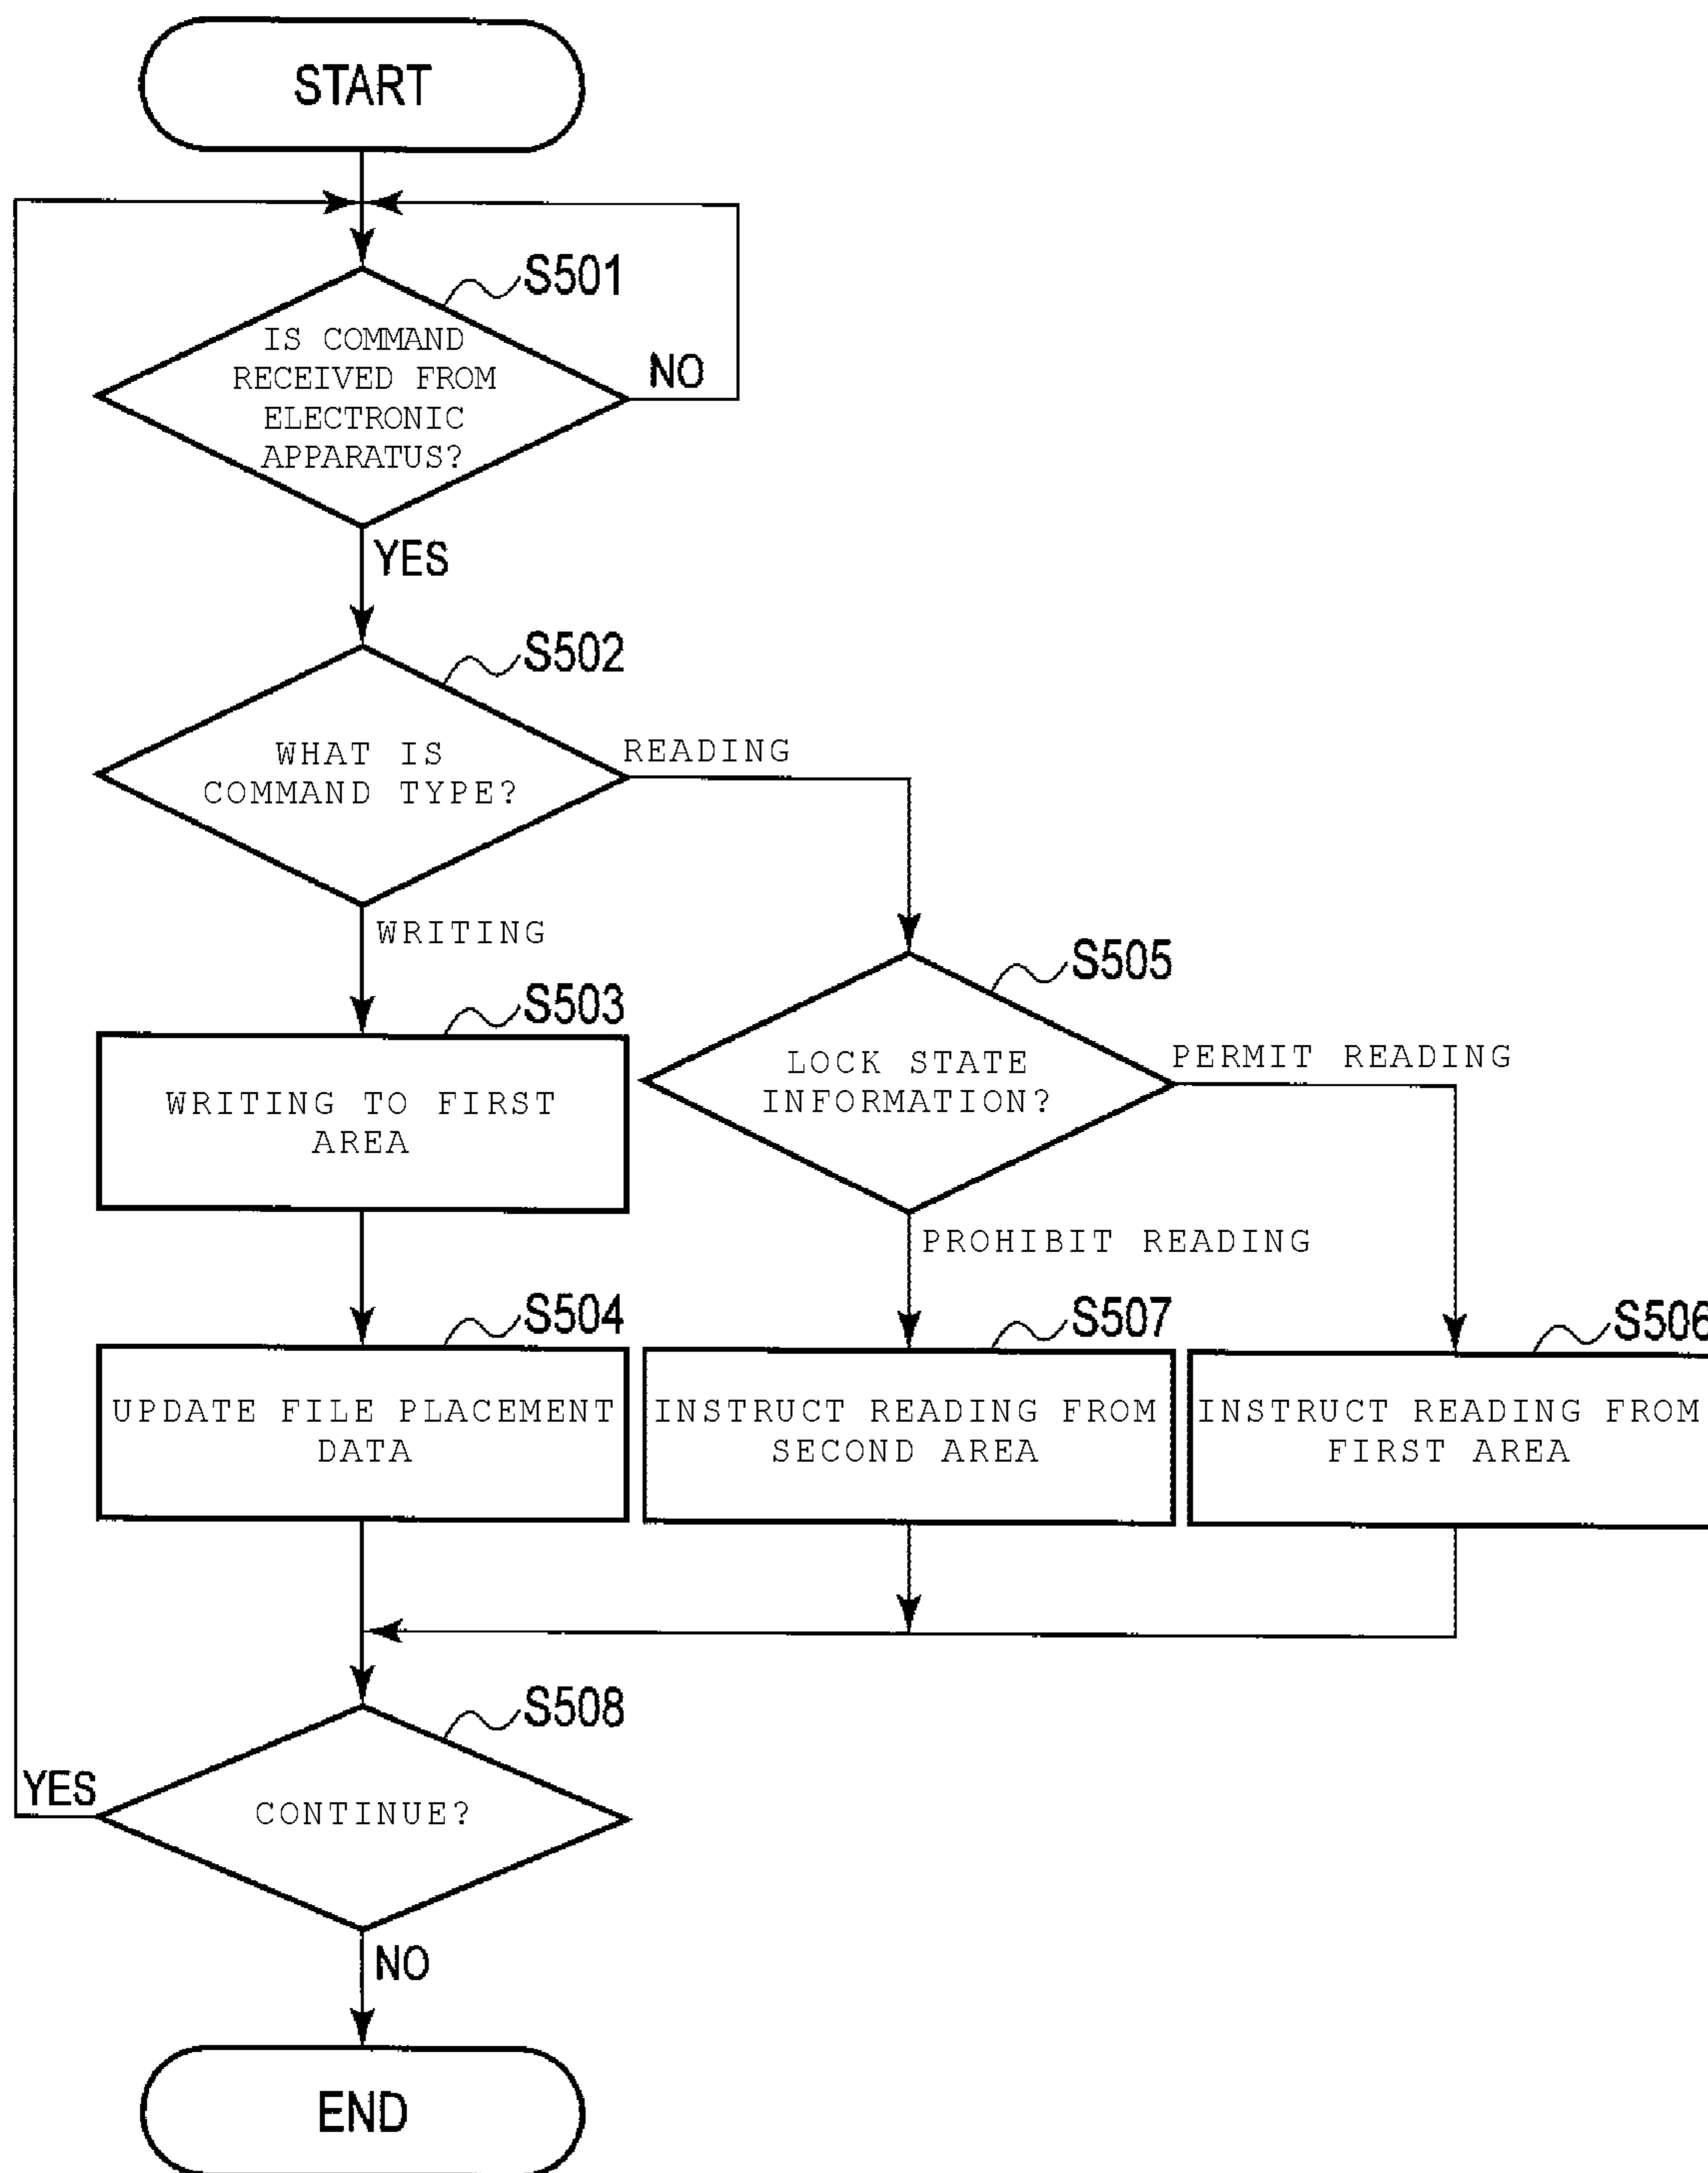 START
S501
IS COMMAND
RECEIVED FROM
ELECTRONIC
APPARATUS?
NO
YES
S502
WHAT IS
COMMAND TYPE?
READING
WRITING
S503
WRITING TO FIRST
AREA
S505
LOCK STATE
INFORMATION?
PERMIT READING
PROHIBIT READING
S504
UPDATE FILE PLACEMENT
DATA
S507
INSTRUCT READING FROM
SECOND AREA
S506
INSTRUCT READING FROM
FIRST AREA
S508
CONTINUE?
YES
NO
END